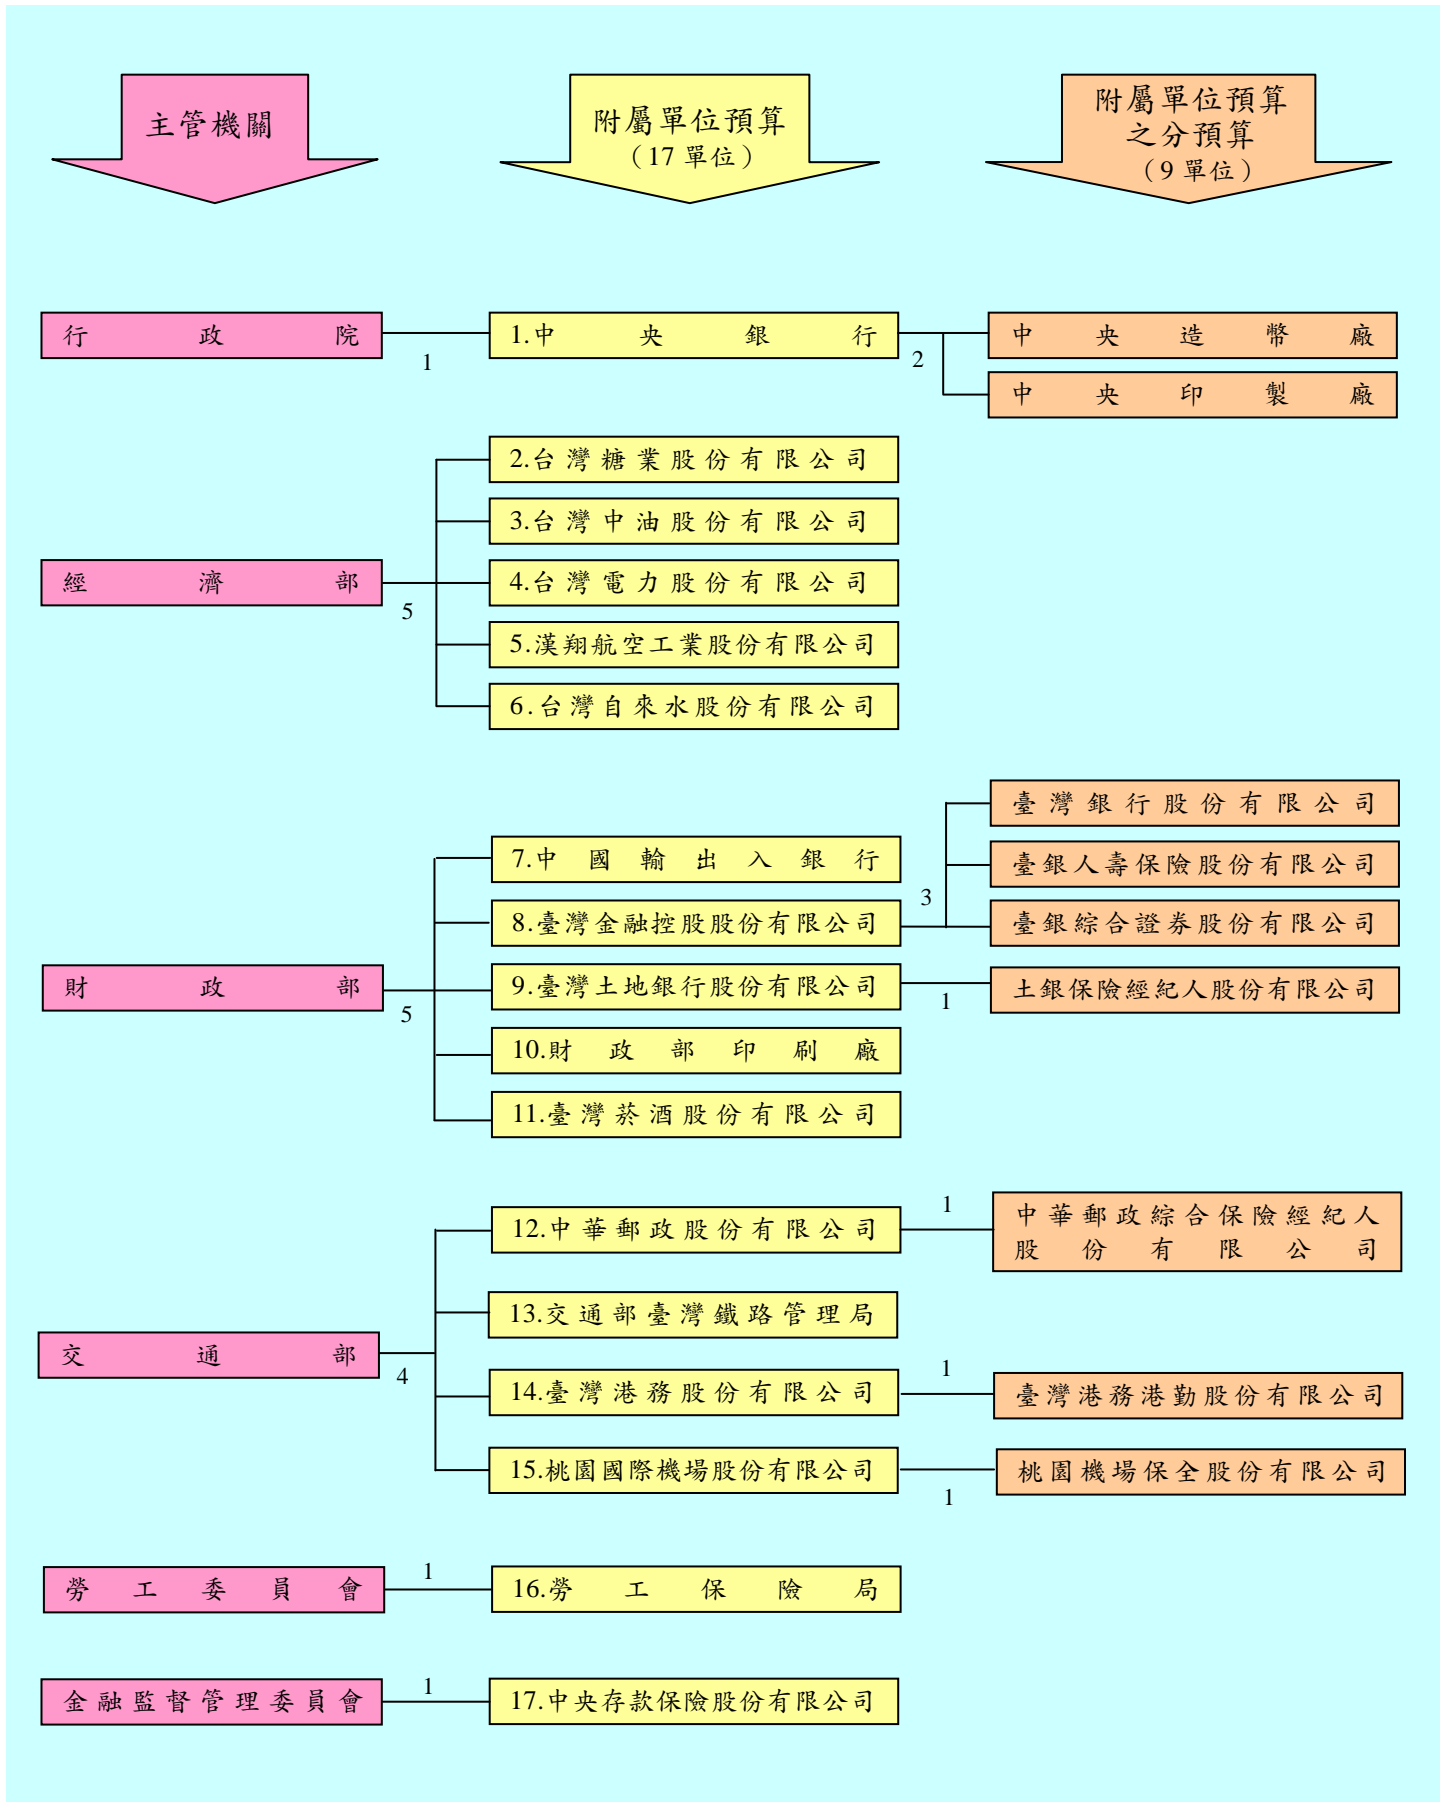 主管機關
附屬單位預算
（17 單位）
附屬單位預算
之分預算
（9 單位）
行政院
1
1.中央銀行
2
中央造幣廠
中央印製廠
經濟部
5
2.台灣糖業股份有限公司
3.台灣中油股份有限公司
4.台灣電力股份有限公司
5.漢翔航空工業股份有限公司
6.台灣自來水股份有限公司
財政部
5
7.中國輸出入銀行
8.臺灣金融控股股份有限公司
3
臺灣銀行股份有限公司
臺銀人壽保險股份有限公司
臺銀綜合證券股份有限公司
9.臺灣土地銀行股份有限公司
1
土銀保險經紀人股份有限公司
10.財政部印刷廠
11.臺灣菸酒股份有限公司
交通部
4
12.中華郵政股份有限公司
1
中華郵政綜合保險經紀人
股份有限公司
13.交通部臺灣鐵路管理局
14.臺灣港務股份有限公司
1
臺灣港務港勤股份有限公司
15.桃園國際機場股份有限公司
1
桃園機場保全股份有限公司
勞工委員會
1
16.勞工保險局
金融監督管理委員會
1
17.中央存款保險股份有限公司